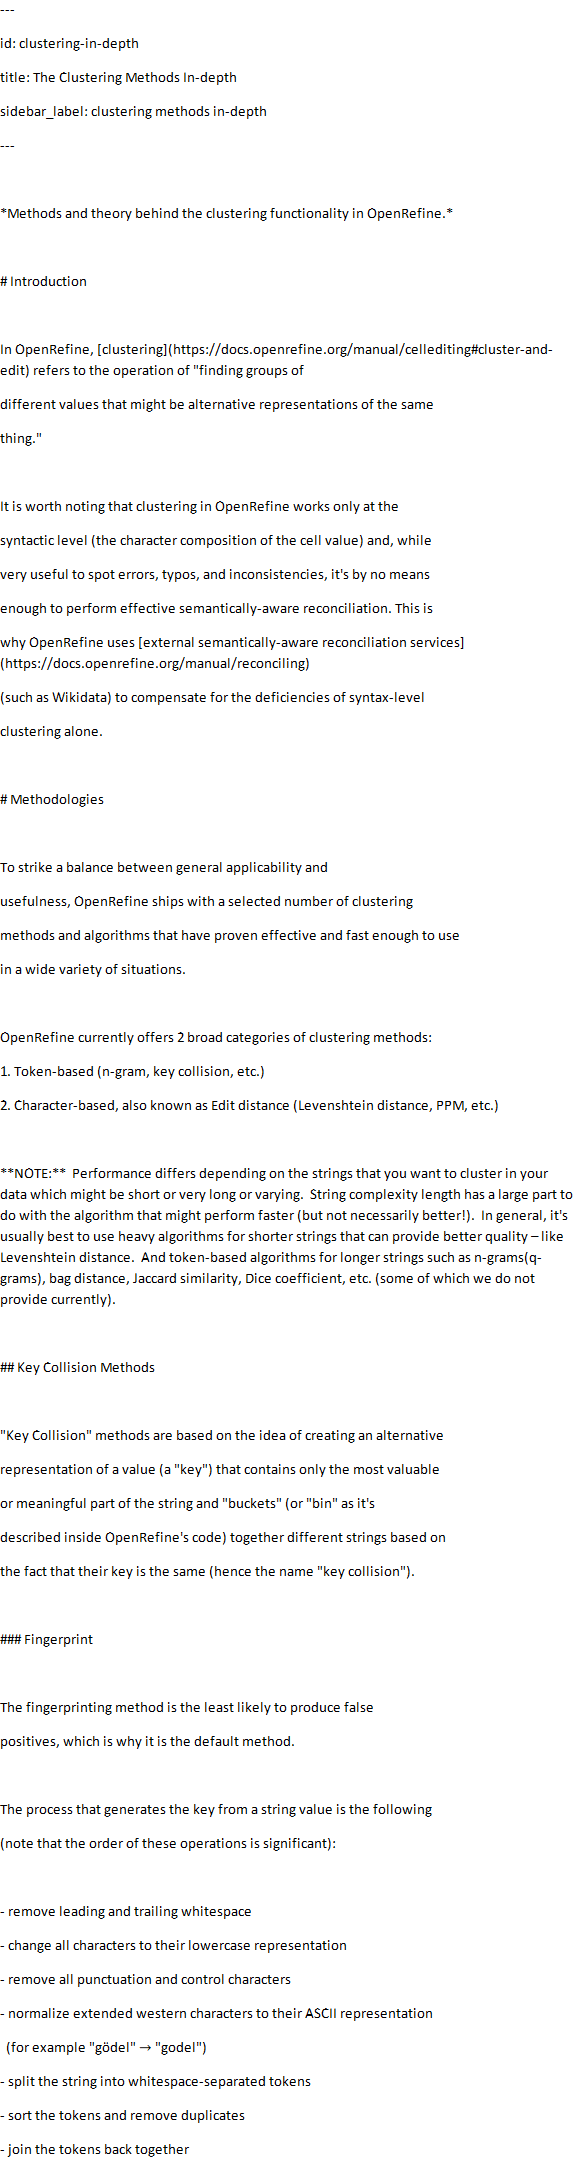 ---
id: clustering-in-depth
title: The Clustering Methods In-depth
sidebar_label: clustering methods in-depth
---
*Methods and theory behind the clustering functionality in OpenRefine.*
# Introduction
In OpenRefine, [clustering](https://docs.openrefine.org/manual/cellediting#cluster-and-
edit) refers to the operation of "finding groups of
different values that might be alternative representations of the same
thing."
It is worth noting that clustering in OpenRefine works only at the
syntactic level (the character composition of the cell value) and, while
very useful to spot errors, typos, and inconsistencies, it's by no means
enough to perform effective semantically-aware reconciliation. This is
why OpenRefine uses [external semantically-aware reconciliation services]
(https://docs.openrefine.org/manual/reconciling)
(such as Wikidata) to compensate for the deficiencies of syntax-level
clustering alone.
# Methodologies
To strike a balance between general applicability and
usefulness, OpenRefine ships with a selected number of clustering
methods and algorithms that have proven effective and fast enough to use
in a wide variety of situations.
OpenRefine currently offers 2 broad categories of clustering methods:
1. Token-based (n-gram, key collision, etc.)
2. Character-based, also known as Edit distance (Levenshtein distance, PPM, etc.)
**NOTE:**  Performance differs depending on the strings that you want to cluster in your
data which might be short or very long or varying.  String complexity length has a large part to
do with the algorithm that might perform faster (but not necessarily better!).  In general, it's
usually best to use heavy algorithms for shorter strings that can provide better quality – like
Levenshtein distance.  And token-based algorithms for longer strings such as n-grams(q-
grams), bag distance, Jaccard similarity, Dice coefficient, etc. (some of which we do not
provide currently).
## Key Collision Methods
"Key Collision" methods are based on the idea of creating an alternative
representation of a value (a "key") that contains only the most valuable
or meaningful part of the string and "buckets" (or "bin" as it's
described inside OpenRefine's code) together different strings based on
the fact that their key is the same (hence the name "key collision").
### Fingerprint
The fingerprinting method is the least likely to produce false
positives, which is why it is the default method.
The process that generates the key from a string value is the following
(note that the order of these operations is significant):
- remove leading and trailing whitespace
- change all characters to their lowercase representation
- remove all punctuation and control characters
- normalize extended western characters to their ASCII representation
(for example "gödel" → "godel")
- split the string into whitespace-separated tokens
- sort the tokens and remove duplicates
- join the tokens back together